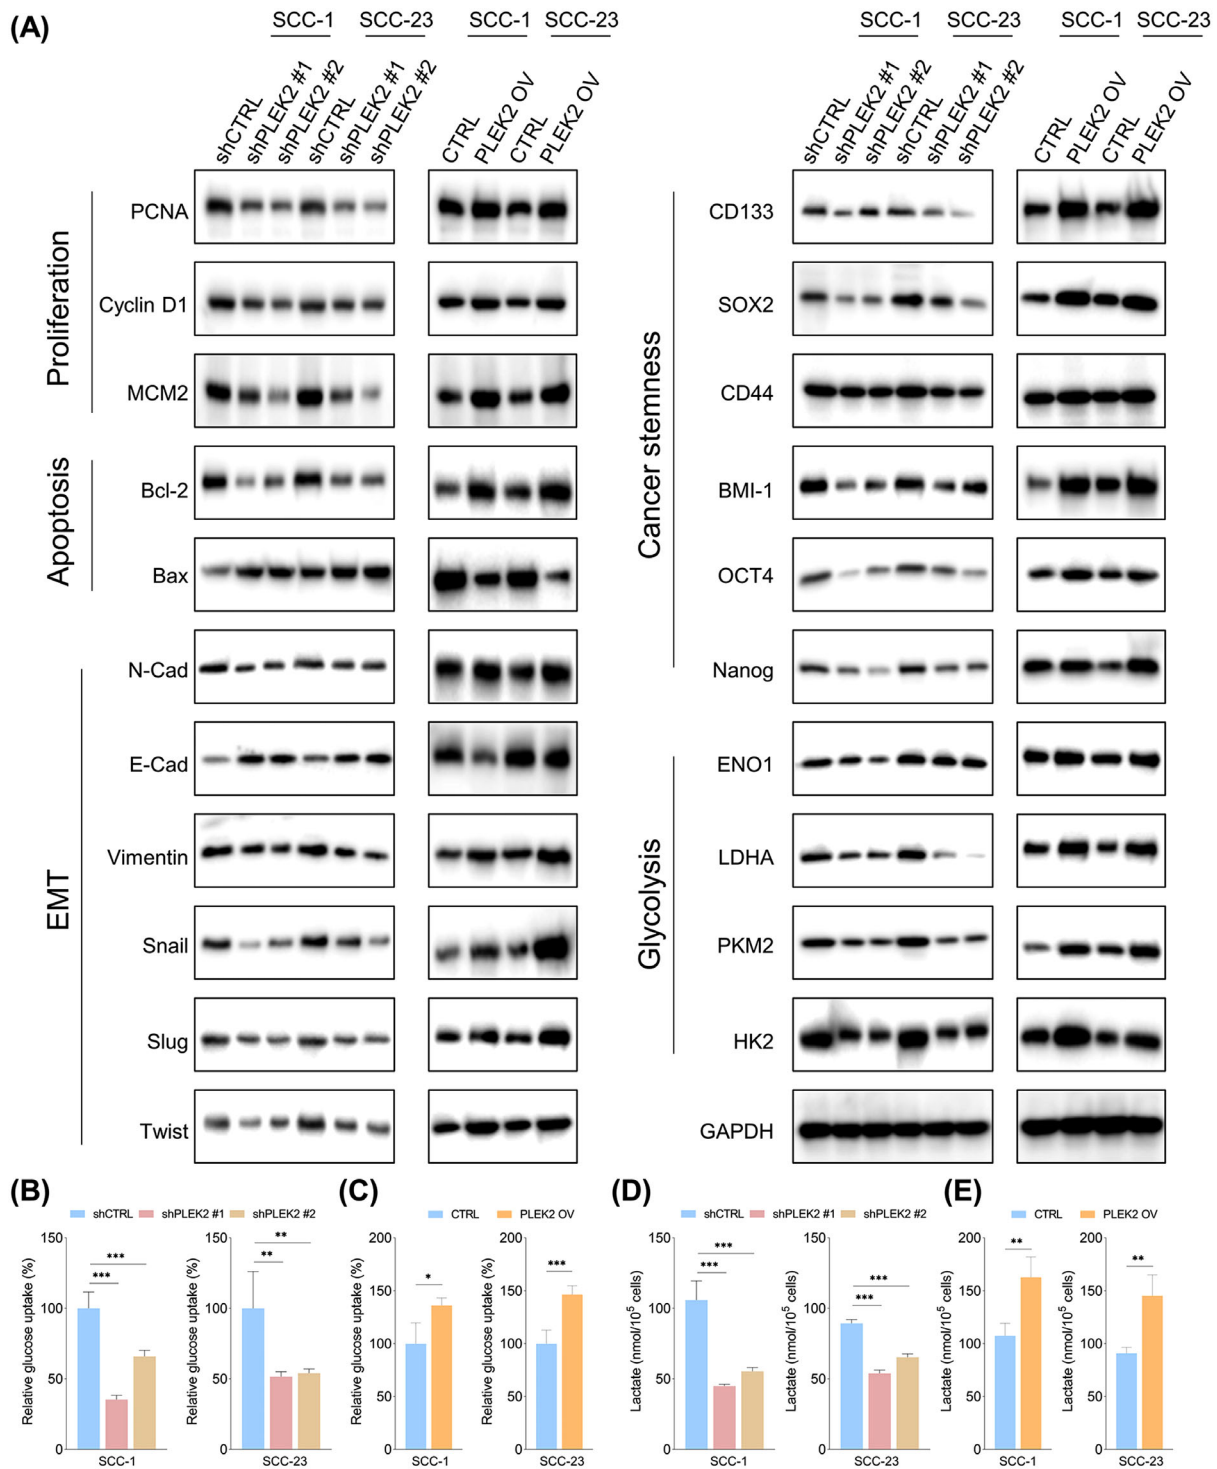 (A)
SCC-1 SCC-23 SCC-1 SCC-23 SCC-1 SCC-23 SCC-1 SCC-23
shCTRL shPLEK2 #1 shPLEK2 #2 shCTRL shPLEK2 #1 shPLEK2 #2 CTRL PLEK2 OV CTRL PLEK2 OV
shCTRL shPLEK2 #1 shPLEK2 #2 shCTRL shPLEK2 #1 shPLEK2 #2 CTRL PLEK2 OV CTRL PLEK2 OV
Proliferation
PCNA
Cyclin D1
MCM2
Apoptosis
Bcl-2
Bax
EMT
N-Cad
E-Cad
Vimentin
Snail
Slug
Twist
Cancer stemness
CD133
SOX2
CD44
BMI-1
OCT4
Nanog
Glycolysis
ENO1
LDHA
PKM2
HK2
GAPDH
(B)
shCTRL shPLEK2 #1 shPLEK2 #2
Relative glucose uptake (%)
150
100
50
0
***
***
SCC-1
Relative glucose uptake (%)
150
100
50
0
**
**
SCC-23
(C)
CTRL PLEK2 OV
Relative glucose uptake (%)
200
150
100
50
0
*
SCC-1
Relative glucose uptake (%)
200
150
100
50
0
***
SCC-23
(D)
shCTRL shPLEK2 #1 shPLEK2 #2
Lactate (nmol/10⁵ cells)
150
100
50
0
***
***
SCC-1
Lactate (nmol/10⁵ cells)
150
100
50
0
***
***
SCC-23
(E)
CTRL PLEK2 OV
Lactate (nmol/10⁵ cells)
200
150
100
50
0
**
SCC-1
Lactate (nmol/10⁵ cells)
200
150
100
50
0
**
SCC-23